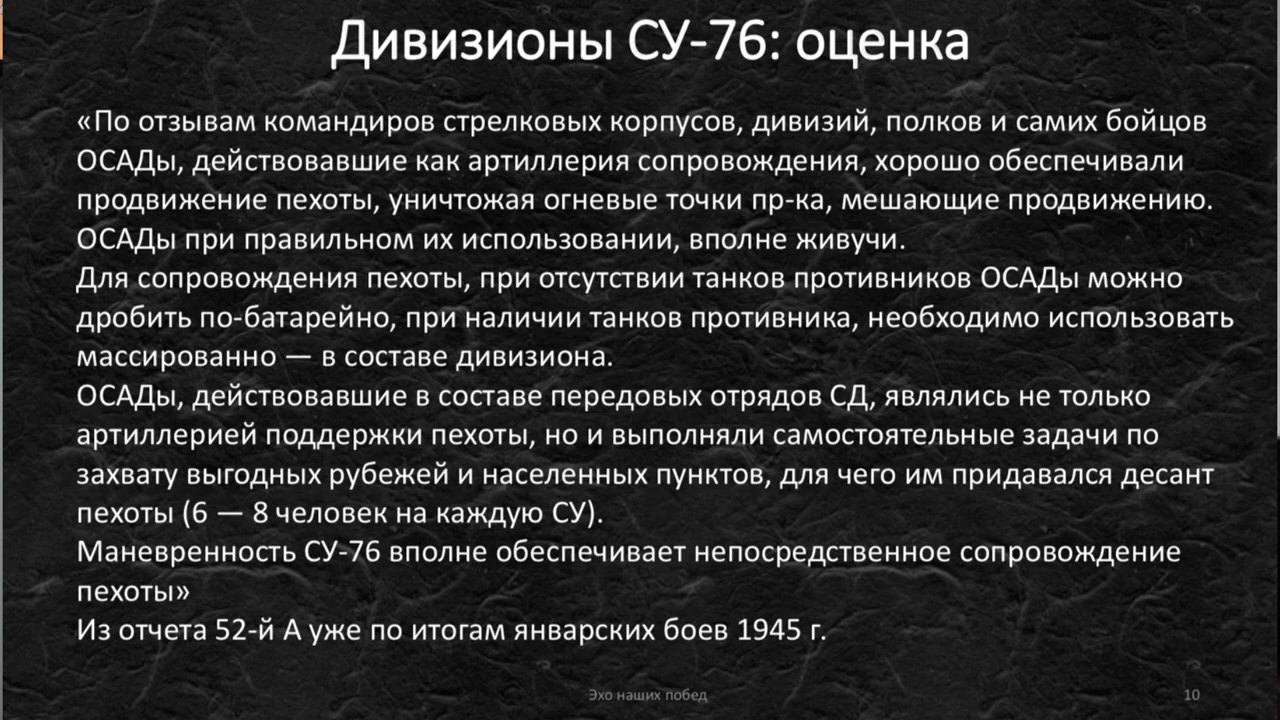 Дивизионы СУ-76: оценка
«По отзывам командиров стрелковых корпусов, дивизий, полков и самих бойцов
ОСАДы, действовавшие как артиллерия сопровождения, хорошо обеспечивали
продвижение пехоты, уничтожая огневые точки пр-ка, мешающие продвижению.
ОСАДы при правильном их использовании, вполне живучи.
Для сопровождения пехоты, при отсутствии танков противников ОСАДы можно
дробить по-батарейно, при наличии танков противника, необходимо использовать
массированно — в составе дивизиона.
ОСАДы, действовавшие в составе передовых отрядов СД, являлись не только
артиллерией поддержки пехоты, но и выполняли самостоятельные задачи по
захвату выгодных рубежей и населенных пунктов, для чего им придавался десант
пехоты (6 — 8 человек на каждую СУ).
Маневренность СУ-76 вполне обеспечивает непосредственное сопровождение
пехоты»
Из отчета 52-й А уже по итогам январских боев 1945 г.
Эхо наших побед
10